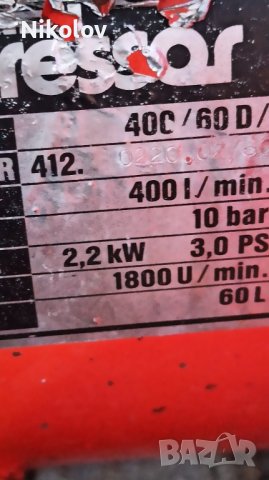 Nikolov
ressor
400/60 D/
R 412.
400 l/min.
10 bar
2,2 kW 3,0 PS
1800 U/min.
60 L
BAZAR
bg